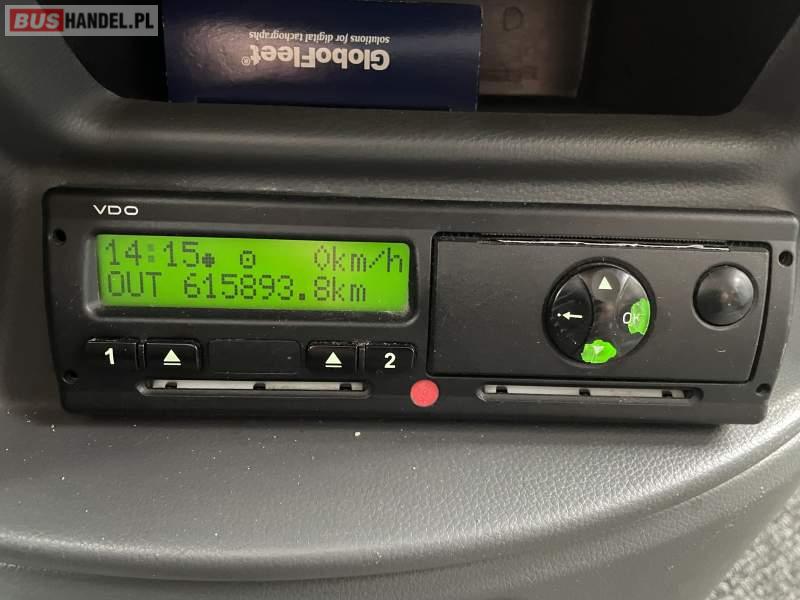 BUSHANDEL.PL
GloboFleet®
solutions for digital tachographs
VDO
14:15 0km/h
OUT 615893.8km
1 2
OK